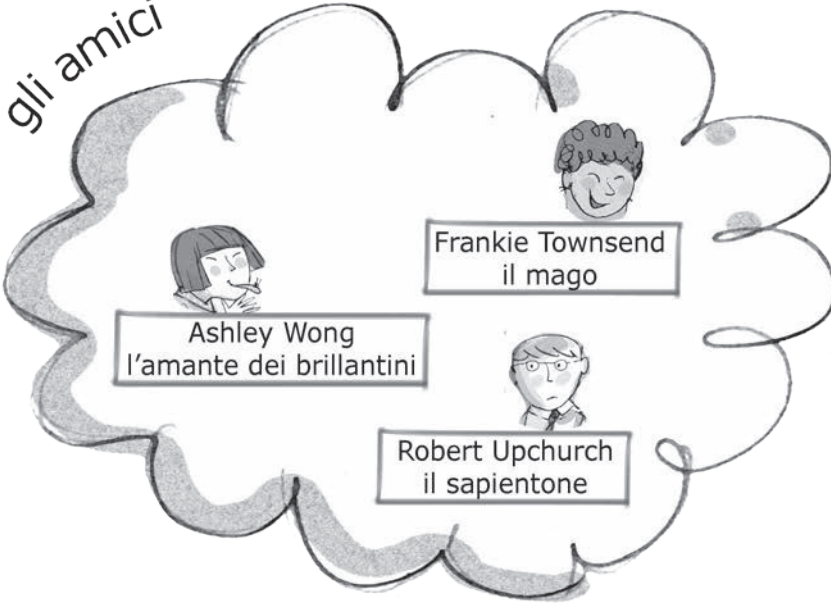 gli amici
Frankie Townsend
il mago
Ashley Wong
l'amante dei brillantini
Robert Upchurch
il sapientone